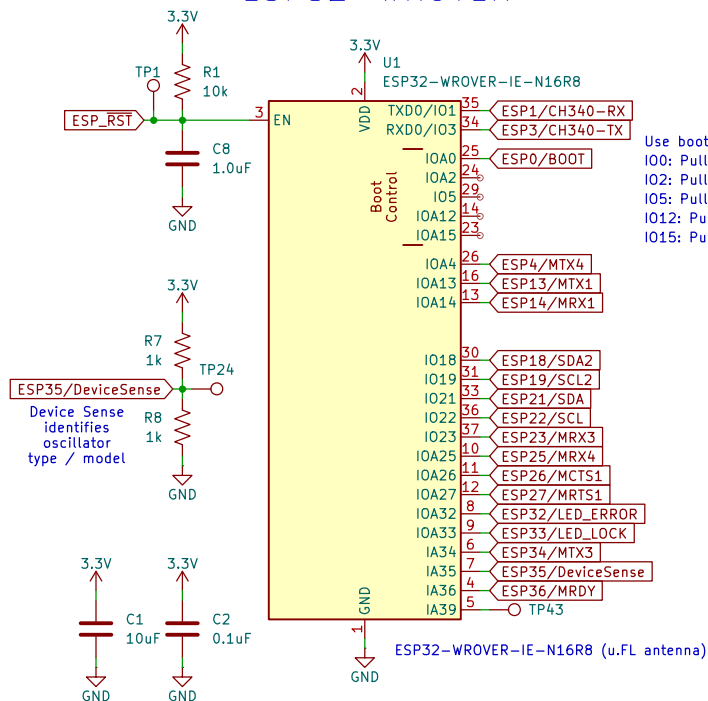 3.3V
TP1
R1
10k
ESP_RST
C8
1.0uF
GND
3.3V
U1
ESP32-WROVER-IE-N16R8
2
VDD
3
EN
TXD0/IO1
35
ESP1/CH340-RX
RXD0/IO3
34
ESP3/CH340-TX
IOA0
25
ESP0/BOOT
IOA2
24
IO5
29
IOA12
14
IOA15
23
Boot
Control
Use boot
IO0: Pull
IO2: Pull
IO5: Pull
IO12: Pu
IO15: Pu
IOA4
26
ESP4/MTX4
IOA13
16
ESP13/MTX1
IOA14
13
ESP14/MRX1
3.3V
R7
1k
TP24
ESP35/DeviceSense
R8
1k
Device Sense
identifies
oscillator
type / model
GND
IO18
30
ESP18/SDA2
IO19
31
ESP19/SCL2
IO21
33
ESP21/SDA
IO22
36
ESP22/SCL
IO23
37
ESP23/MRX3
IOA25
10
ESP25/MRX4
IOA26
11
ESP26/MCTS1
IOA27
12
ESP27/MRTS1
IOA32
8
ESP32/LED_ERROR
IOA33
9
ESP33/LED_LOCK
IA34
6
ESP34/MTX3
IA35
7
ESP35/DeviceSense
IA36
4
ESP36/MRDY
IA39
5
TP43
3.3V
C1
10uF
GND
3.3V
C2
0.1uF
GND
GND
1
GND
ESP32-WROVER-IE-N16R8 (u.FL antenna)